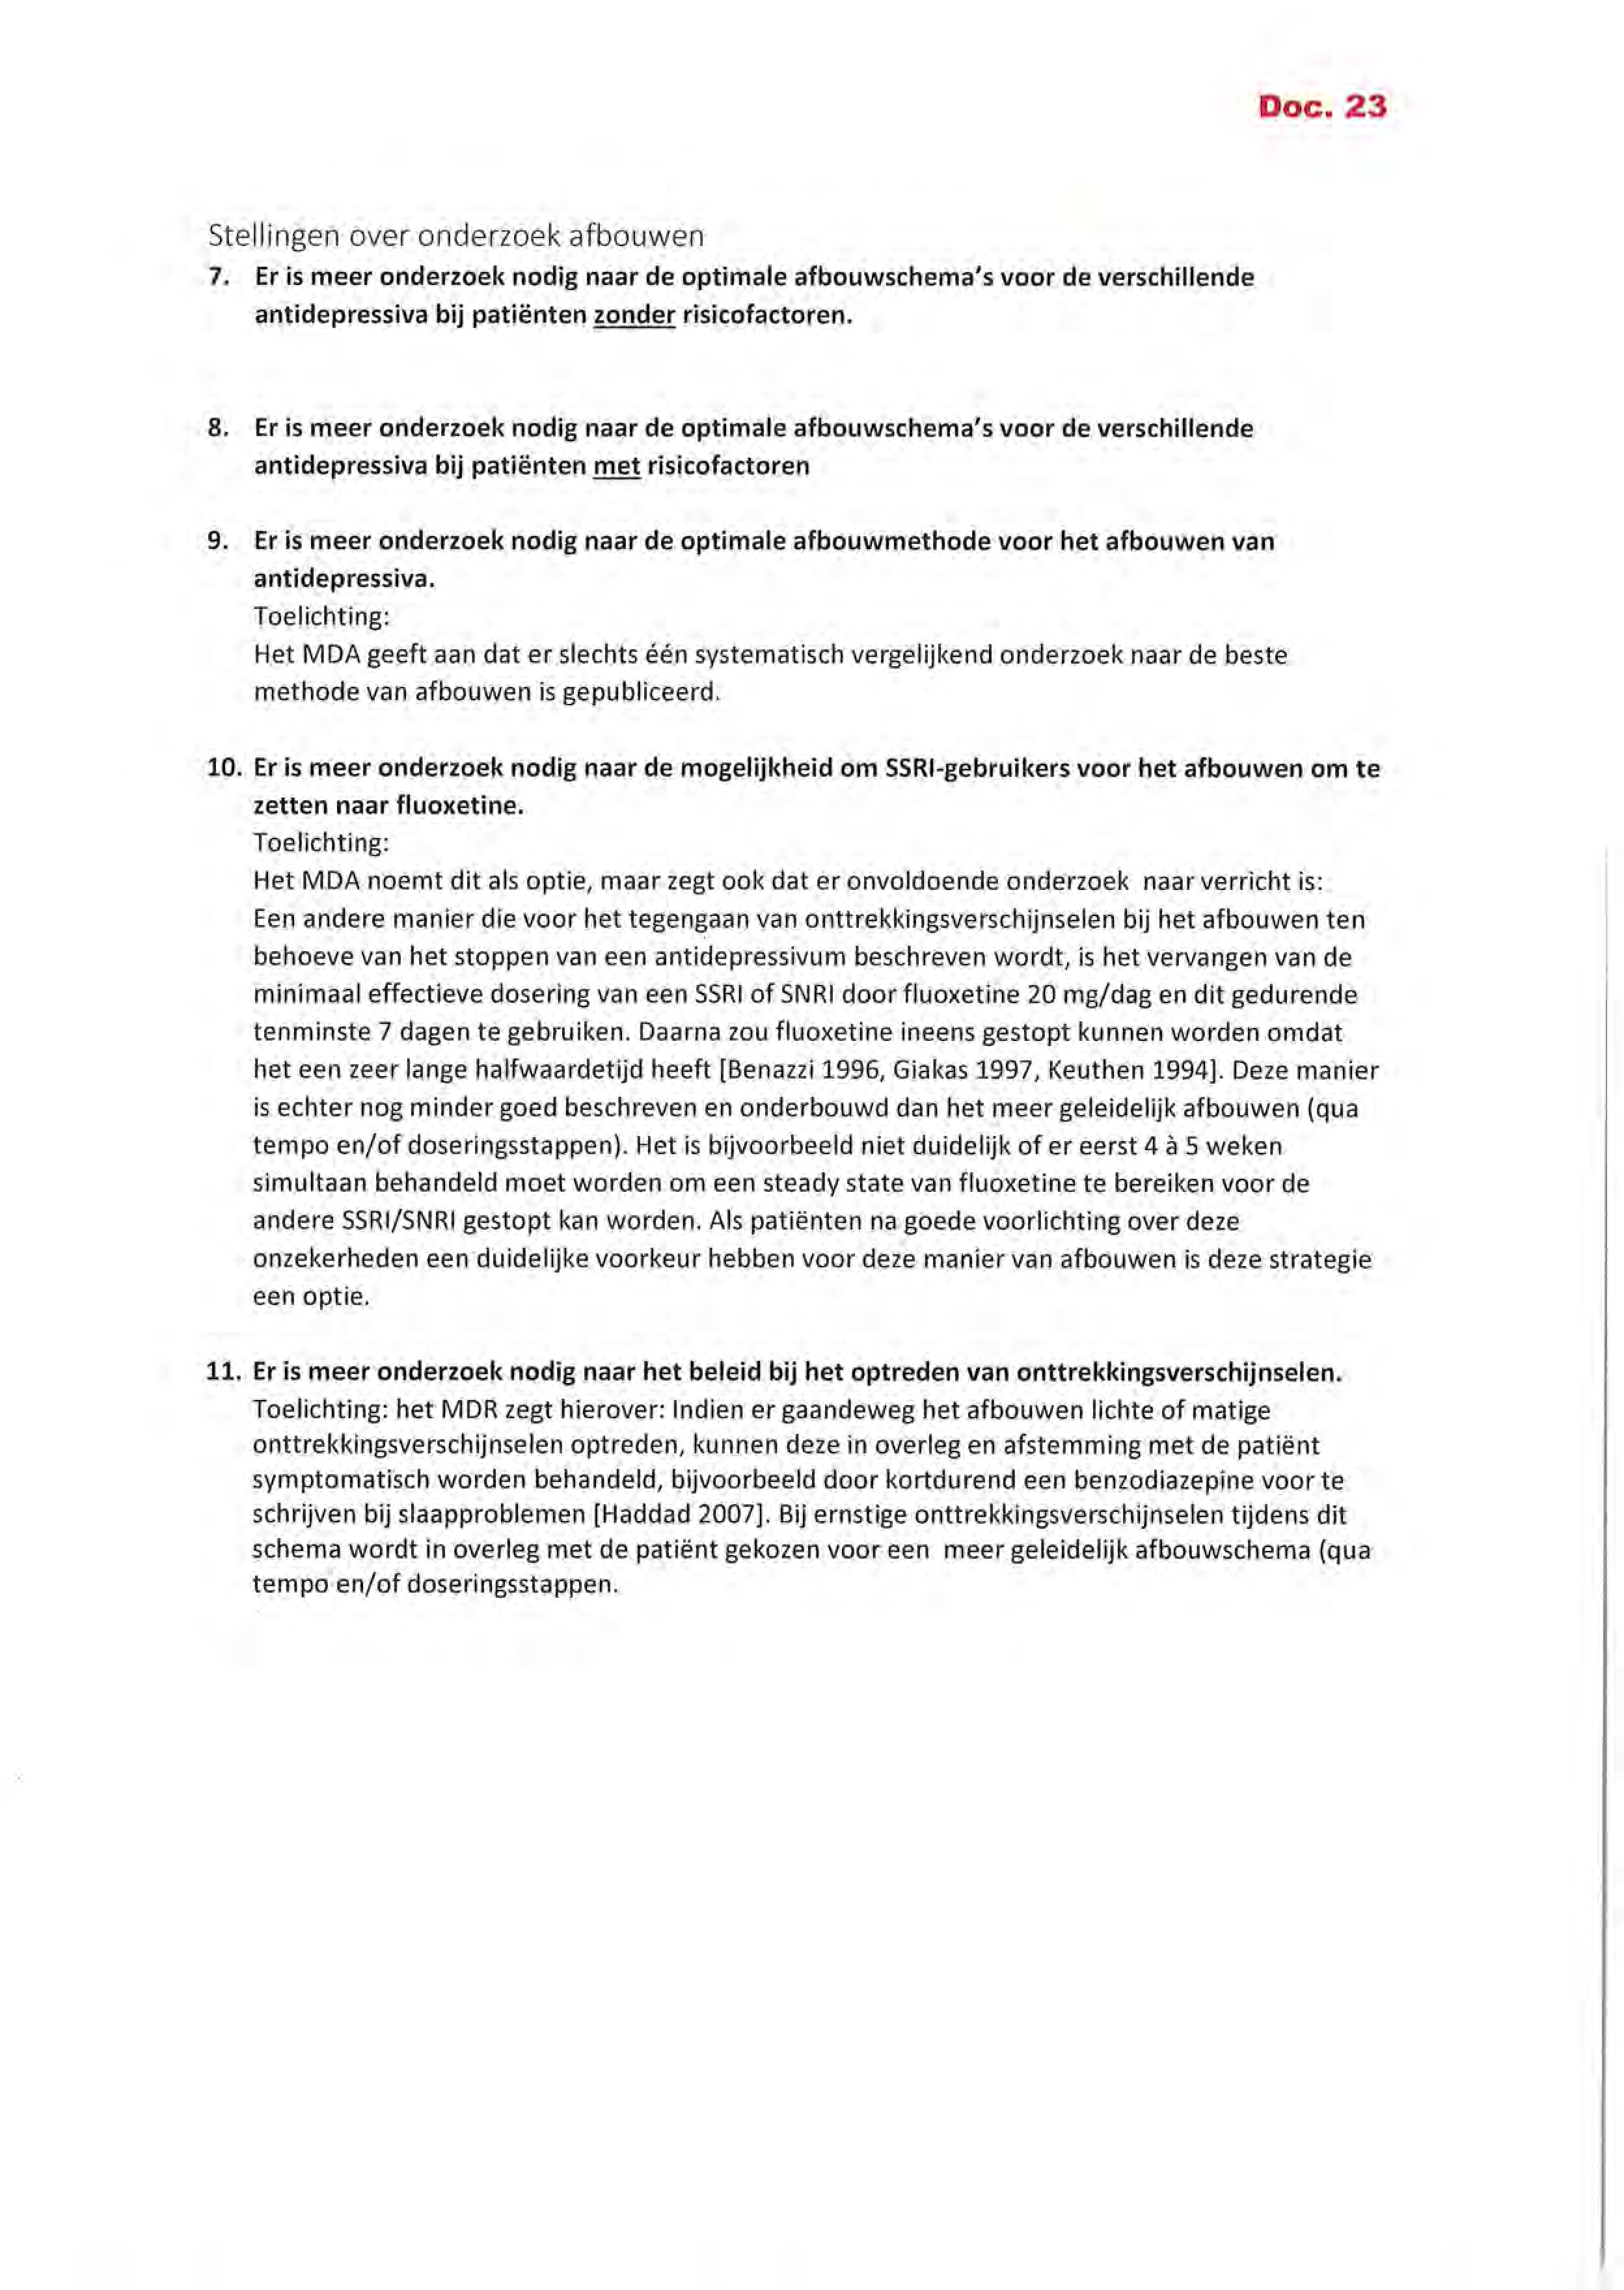 Doc. 23
Stellingen over onderzoek afbouwen
7. Er is meer onderzoek nodig naar de optimale afbouwschema's voor de verschillende
antidepressiva bij patiënten zonder risicofactoren.
8. Er is meer onderzoek nodig naar de optimale afbouwschema's voor de verschillende
antidepressiva bij patiënten met risicofactoren
9. Er is meer onderzoek nodig naar de optimale afbouwmethode voor het afbouwen van
antidepressiva.
Toelichting:
Het MDA geeft aan dat er slechts één systematisch vergelijkend onderzoek naar de beste
methode van afbouwen is gepubliceerd.
10. Er is meer onderzoek nodig naar de mogelijkheid om SSRI-gebruikers voor het afbouwen om te
zetten naar fluoxetine.
Toelichting:
Het MDA noemt dit als optie, maar zegt ook dat er onvoldoende onderzoek naar verricht is:
Een andere manier die voor het tegengaan van onttrekkingsverschijnselen bij het afbouwen ten
behoeve van het stoppen van een antidepressivum beschreven wordt, is het vervangen van de
minimaal effectieve dosering van een SSRI of SNRI door fluoxetine 20 mg/dag en dit gedurende
tenminste 7 dagen te gebruiken. Daarna zou fluoxetine ineens gestopt kunnen worden omdat
het een zeer lange halfwaardetijd heeft [Benazzi 1996, Giakas 1997, Keuthen 1994]. Deze manier
is echter nog minder goed beschreven en onderbouwd dan het meer geleidelijk afbouwen (qua
tempo en/of doseringsstappen). Het is bijvoorbeeld niet duidelijk of er eerst 4 à 5 weken
simultaan behandeld moet worden om een steady state van fluoxetine te bereiken voor de
andere SSRI/SNRI gestopt kan worden. Als patiënten na goede voorlichting over deze
onzekerheden een duidelijke voorkeur hebben voor deze manier van afbouwen is deze strategie
een optie.
11. Er is meer onderzoek nodig naar het beleid bij het optreden van onttrekkingsverschijnselen.
Toelichting: het MDR zegt hierover: Indien er gaandeweg het afbouwen lichte of matige
onttrekkingsverschijnselen optreden, kunnen deze in overleg en afstemming met de patiënt
symptomatisch worden behandeld, bijvoorbeeld door kortdurend een benzodiazepine voor te
schrijven bij slaapproblemen [Haddad 2007]. Bij ernstige onttrekkingsverschijnselen tijdens dit
schema wordt in overleg met de patiënt gekozen voor een meer geleidelijk afbouwschema (qua
tempo en/of doseringsstappen.